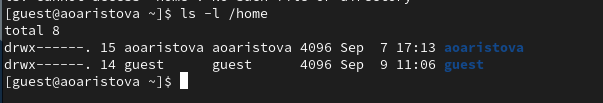 [guest@aoaristova ~]$ ls -l /home
total 8
drwx------. 15 aoaristova aoaristova 4096 Sep  7 17:13 aoaristova
drwx------. 14 guest      guest      4096 Sep  9 11:06 guest
[guest@aoaristova ~]$